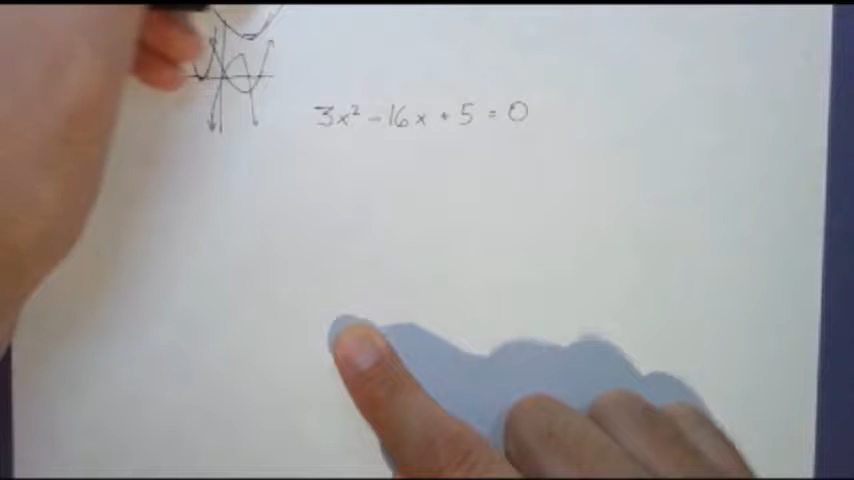 3x² - 16x + 5 = 0